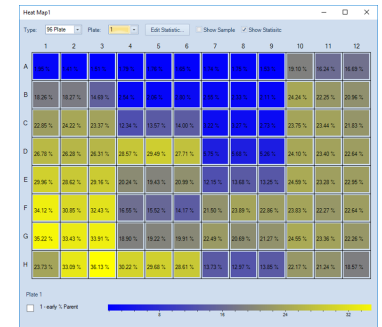 Heat Map1
Type: 96 Plate Plate: 1 Edit Statistic... Show Sample Show Statisitc
1 2 3 4 5 6 7 8 9 10 11 12
A 19.10 % 16.24 % 16.68 %
B 18.26 % 18.27 % 14.69 % 24.24 % 22.25 % 20.96 %
C 22.85 % 24.22 % 23.37 % 12.34 % 13.57 % 14.00 % 23.75 % 23.44 % 21.83 %
D 26.78 % 26.28 % 26.31 % 28.57 % 29.49 % 27.71 % 24.10 % 23.40 % 22.64 %
E 29.96 % 28.62 % 29.16 % 20.24 % 19.43 % 20.99 % 12.15 % 13.68 % 13.25 % 24.59 % 23.28 % 22.95 %
F 34.12 % 30.85 % 32.43 % 16.55 % 15.52 % 14.17 % 21.50 % 23.89 % 22.86 % 23.83 % 22.27 % 22.64 %
G 35.22 % 33.43 % 33.91 % 18.90 % 19.22 % 19.91 % 22.49 % 20.69 % 21.27 % 24.55 % 23.36 % 22.26 %
H 23.73 % 33.09 % 36.13 % 30.22 % 29.68 % 28.61 % 13.73 % 12.97 % 13.86 % 22.17 % 21.24 % 18.57 %
Plate 1
1 - early % Parent
8 16 24 32